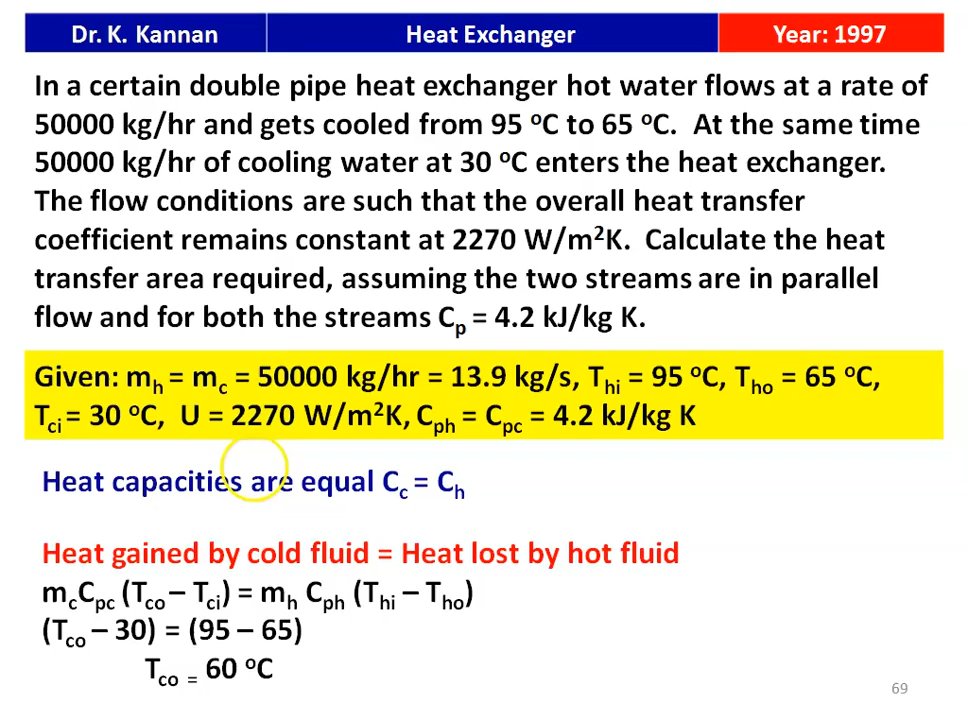 Dr. K. Kannan Heat Exchanger Year: 1997
In a certain double pipe heat exchanger hot water flows at a rate of
50000 kg/hr and gets cooled from 95 ᵒC to 65 ᵒC. At the same time
50000 kg/hr of cooling water at 30 ᵒC enters the heat exchanger.
The flow conditions are such that the overall heat transfer
coefficient remains constant at 2270 W/m²K. Calculate the heat
transfer area required, assuming the two streams are in parallel
flow and for both the streams Cₚ = 4.2 kJ/kg K.
Given: mh = mc = 50000 kg/hr = 13.9 kg/s, Thi = 95 ᵒC, Tho = 65 ᵒC,
Tci = 30 ᵒC, U = 2270 W/m²K, Cph = Cpc = 4.2 kJ/kg K
Heat capacities are equal Cc = Ch
Heat gained by cold fluid = Heat lost by hot fluid
mcCpc (Tco – Tci) = mh Cph (Thi – Tho)
(Tco – 30) = (95 – 65)
Tco = 60 ᵒC
69